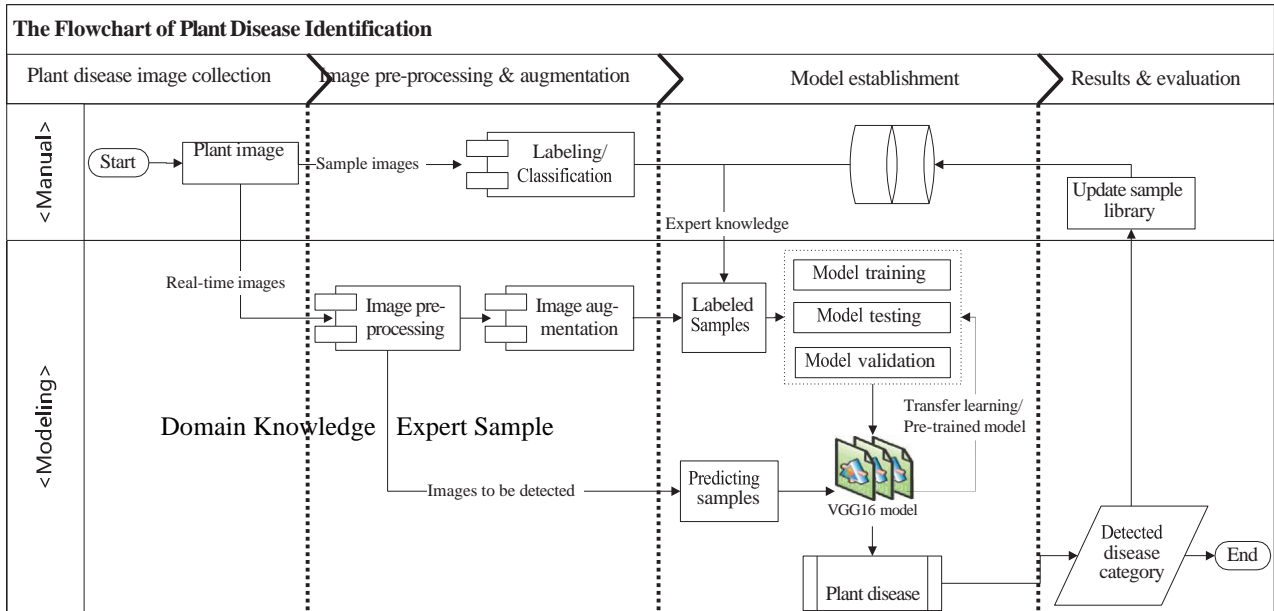 The Flowchart of Plant Disease Identification
Plant disease image collection
Image pre-processing & augmentation
Model establishment
Results & evaluation
<Manual>
Start
Plant image
Sample images
Labeling/
Classification
Expert knowledge
Update sample
library
<Modeling>
Real-time images
Image pre-
processing
Image aug-
mentation
Labeled
Samples
Model training
Model testing
Model validation
Transfer learning/
Pre-trained model
Domain Knowledge
Expert Sample
Images to be detected
Predicting
samples
VGG16 model
Plant disease
Detected
disease
category
End